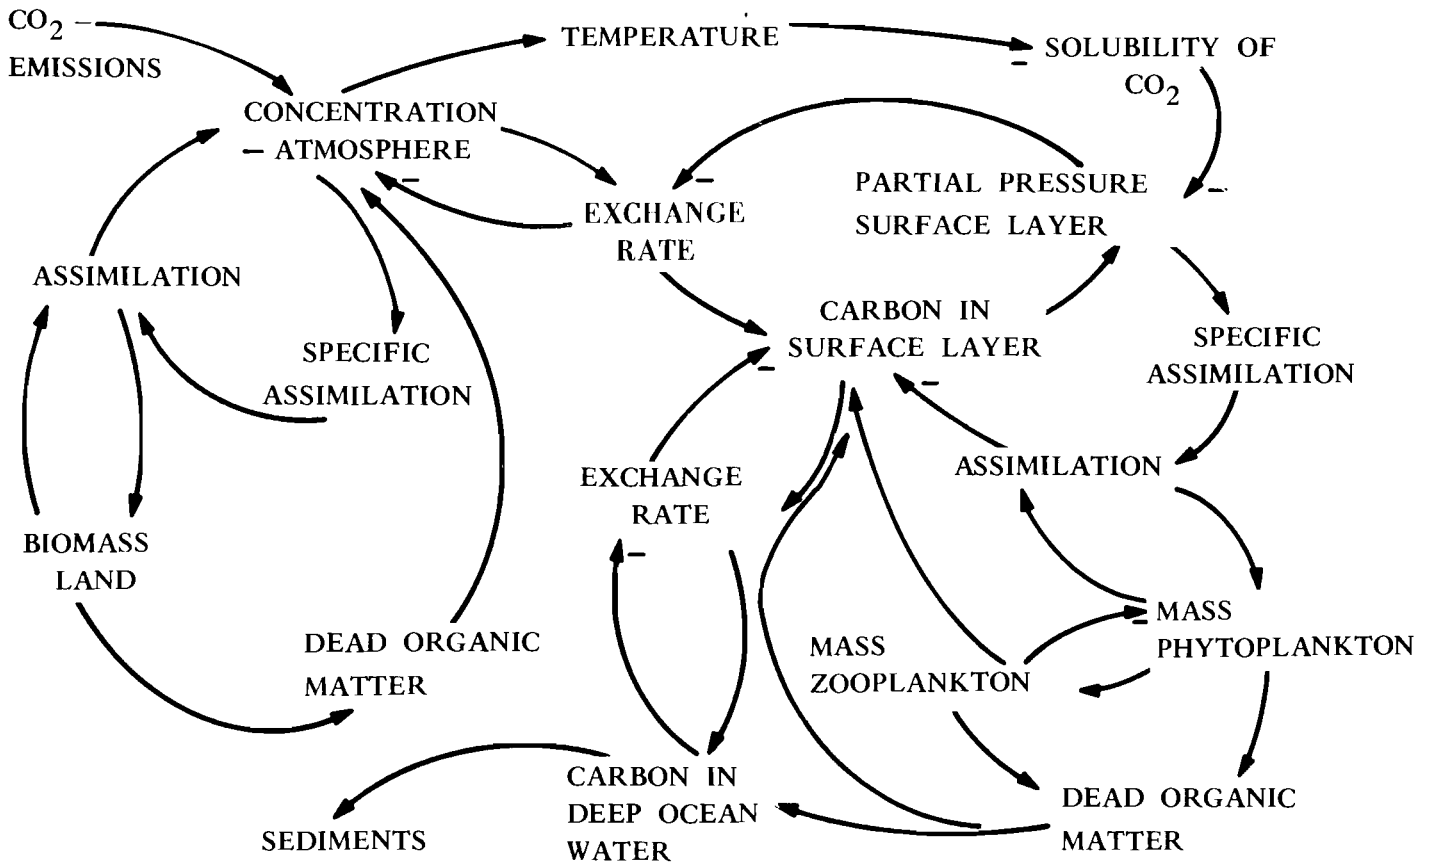 CO2 –
EMISSIONS
TEMPERATURE
–
SOLUBILITY OF
CO2
CONCENTRATION
– ATMOSPHERE
–
–
PARTIAL PRESSURE
SURFACE LAYER
–
EXCHANGE
RATE
ASSIMILATION
CARBON IN
SURFACE LAYER
–
–
SPECIFIC
ASSIMILATION
SPECIFIC
ASSIMILATION
EXCHANGE
RATE
–
ASSIMILATION
BIOMASS
LAND
DEAD ORGANIC
MATTER
MASS
ZOOPLANKTON
–
MASS
PHYTOPLANKTON
CARBON IN
DEEP OCEAN
WATER
SEDIMENTS
DEAD ORGANIC
MATTER